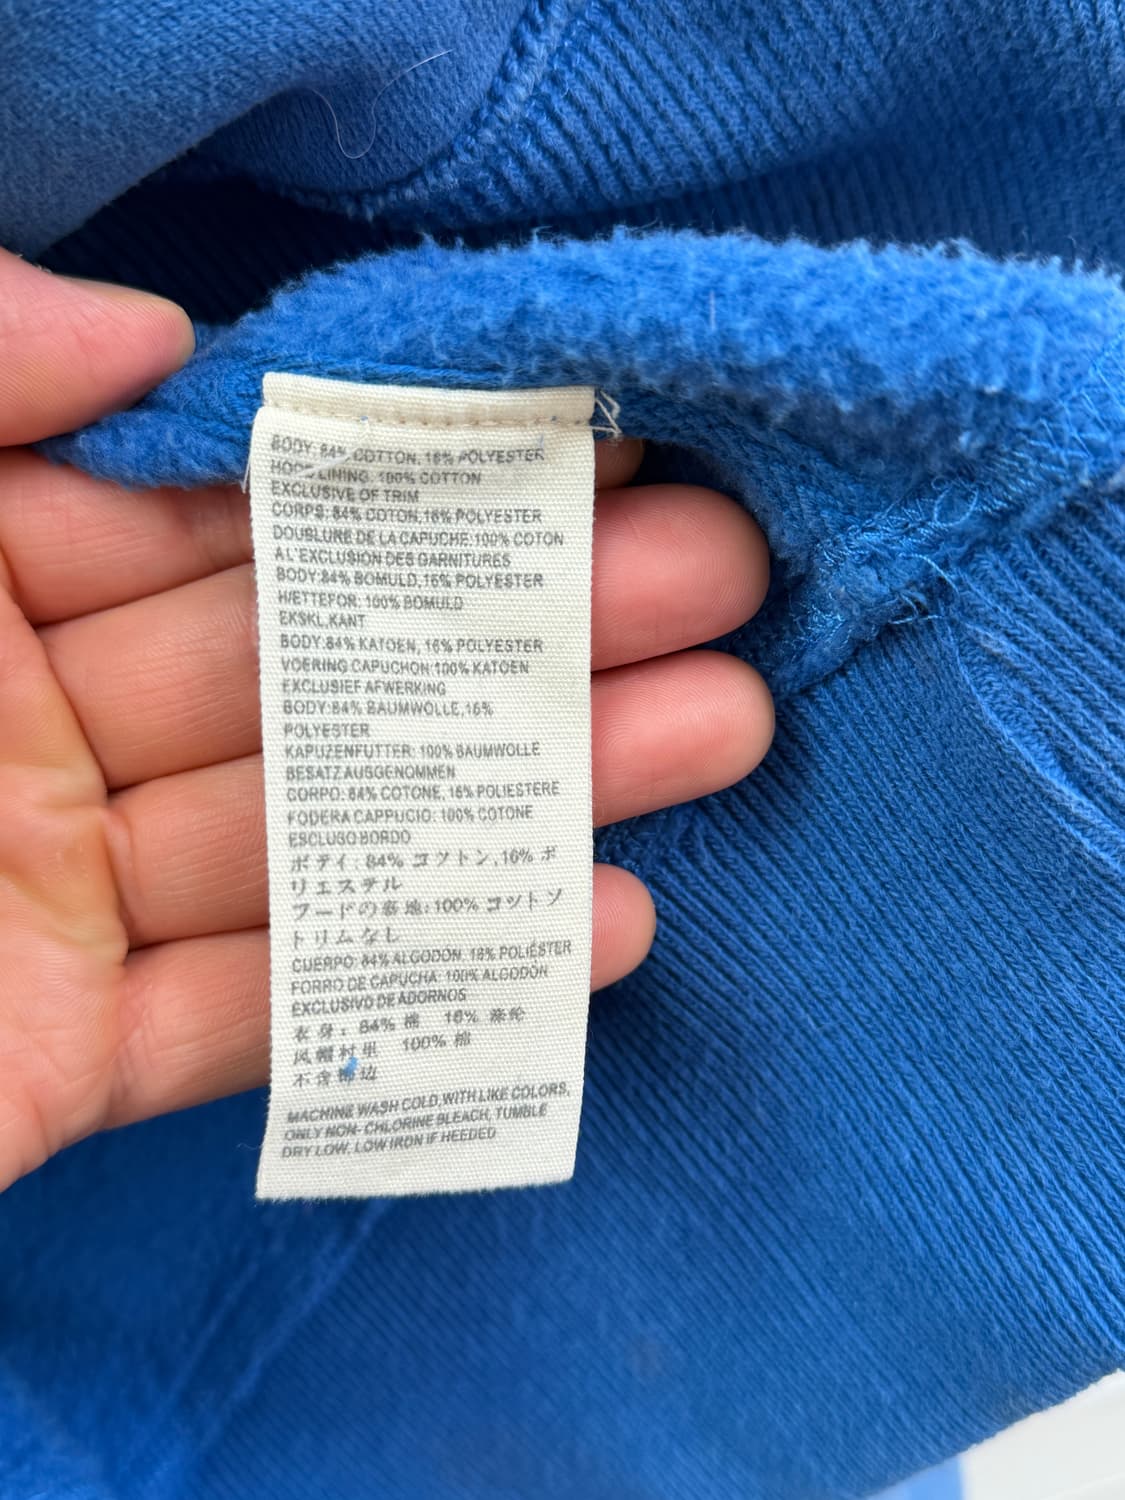 BODY: 84% COTTON, 16% POLYESTER
HOOD LINING: 100% COTTON
EXCLUSIVE OF TRIM
CORPS: 84% COTON,16% POLYESTER
DOUBLURE DE LA CAPUCHE:100% COTON
A L'EXCLUSION DES GARNITURES
BODY:84% BOMULD,16% POLYESTER
HÆTTEFOR: 100% BOMULD
EKSKL.KANT
BODY:84% KATOEN, 16% POLYESTER
VOERING CAPUCHON:100% KATOEN
EXCLUSIEF AFWERKING
BODY:84% BAUMWOLLE,16%
POLYESTER
KAPUZENFUTTER: 100% BAUMWOLLE
BESATZ AUSGENOMMEN
CORPO: 84% COTONE, 16% POLIESTERE
FODERA CAPPUCIO: 100% COTONE
ESCLUSO BORDO
ボディ: 84% コットン, 16% ポ
リエステル
フードの裏地:100% コットン
トリムなし
CUERPO: 84% ALGODÓN, 16% POLIÉSTER
FORRO DE CAPUCHA: 100% ALGODÓN
EXCLUSIVO DE ADORNOS
衣身: 84% 棉 16% 涤纶
风帽衬里 100% 棉
不含边
MACHINE WASH COLD,WITH LIKE COLORS,
ONLY NON-CHLORINE BLEACH, TUMBLE
DRY LOW, LOW IRON IF HEEDED